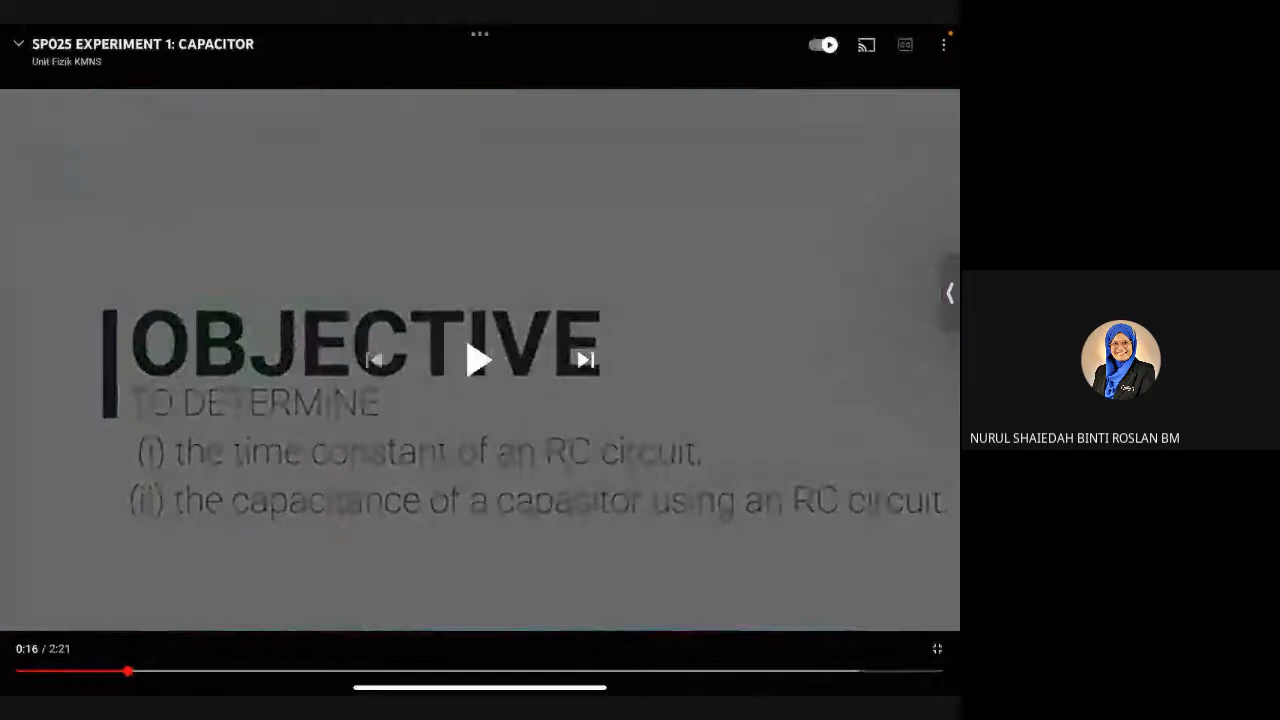 SP025 EXPERIMENT 1: CAPACITOR
Unit Fizik KMNS
OBJECTIVE
TO DETERMINE
(i) the time constant of an RC circuit.
(ii) the capacitance of a capacitor using an RC circuit.
NURUL SHAIEDAH BINTI ROSLAN BM
0:16 / 2:21